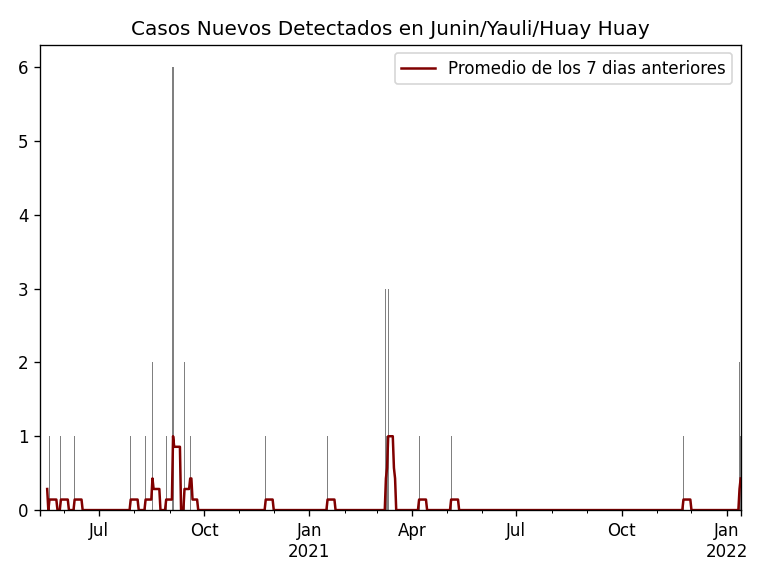 Casos Nuevos Detectados en Junin/Yauli/Huay Huay
Promedio de los 7 dias anteriores
6
5
4
3
2
1
0
Jul
Oct
Jan
2021
Apr
Jul
Oct
Jan
2022